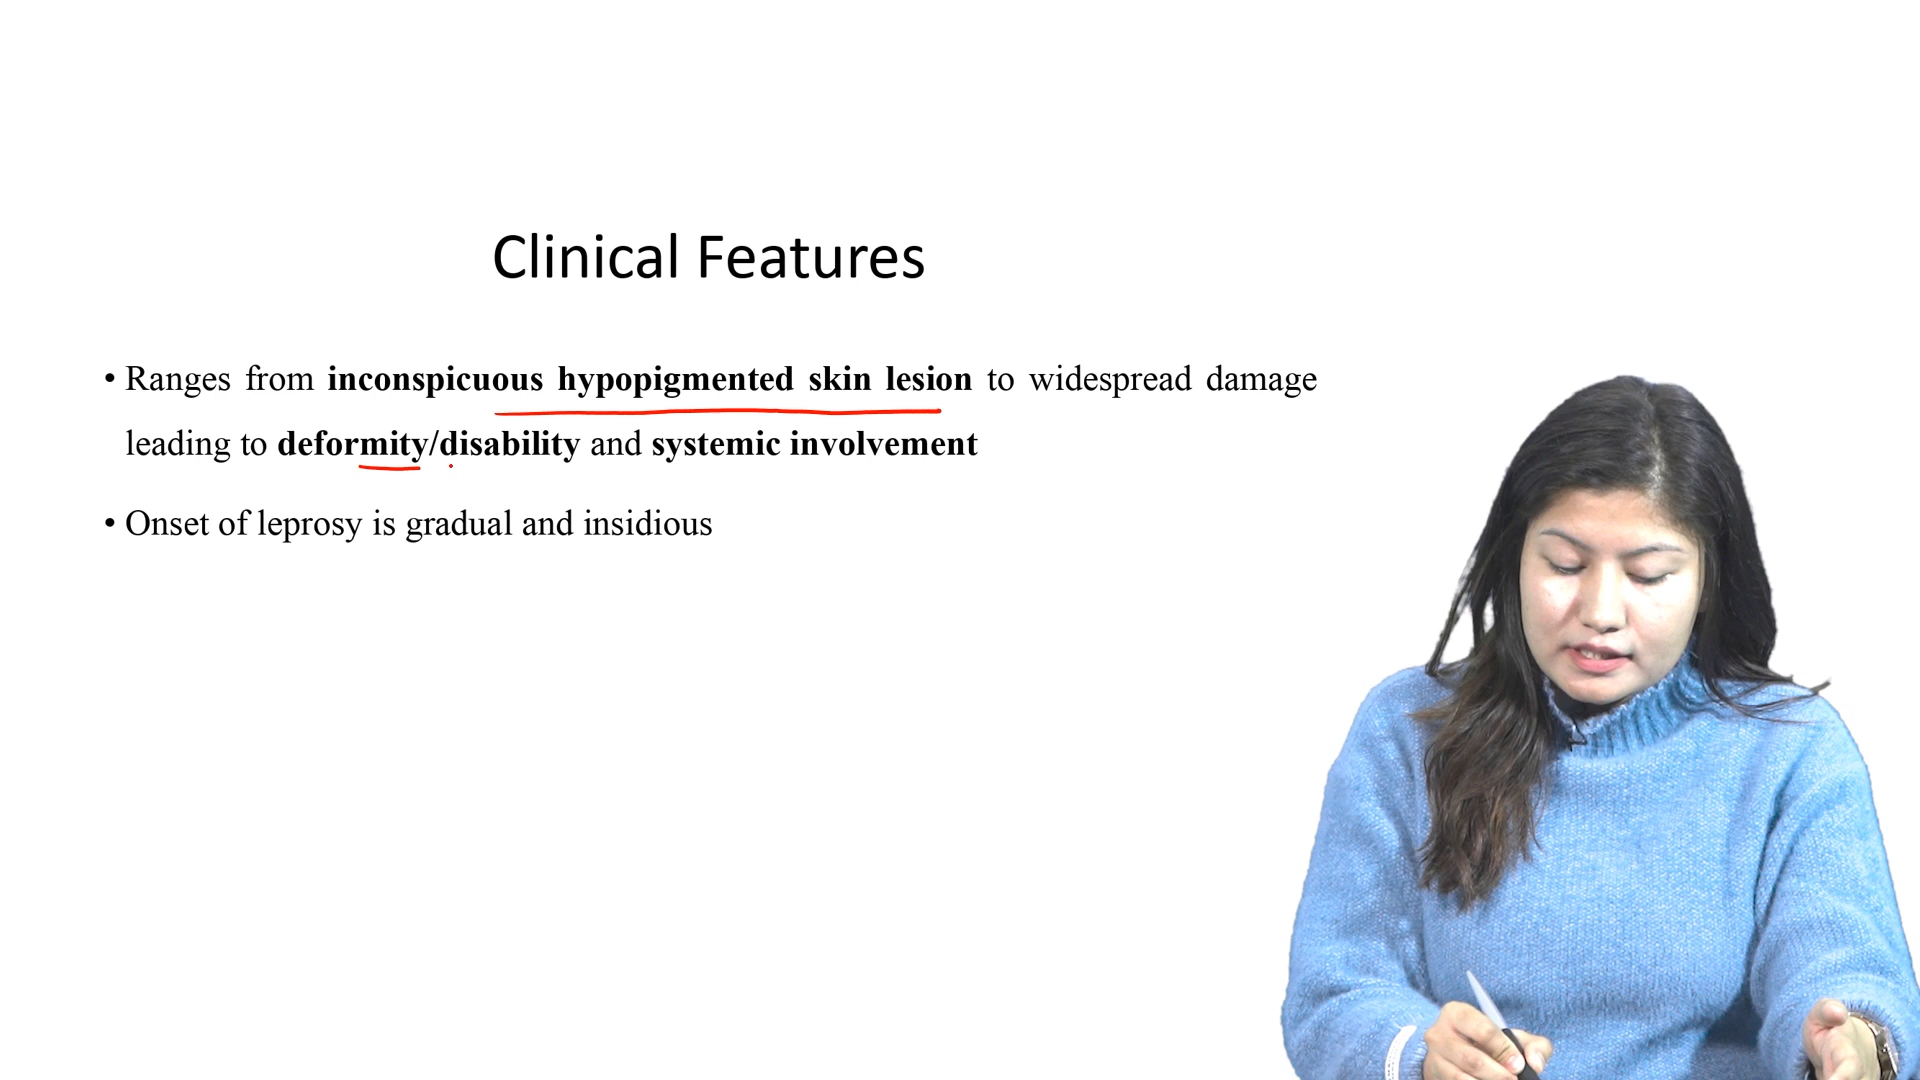 Clinical Features
• Ranges from inconspicuous hypopigmented skin lesion to widespread damage
leading to deformity/disability and systemic involvement
• Onset of leprosy is gradual and insidious